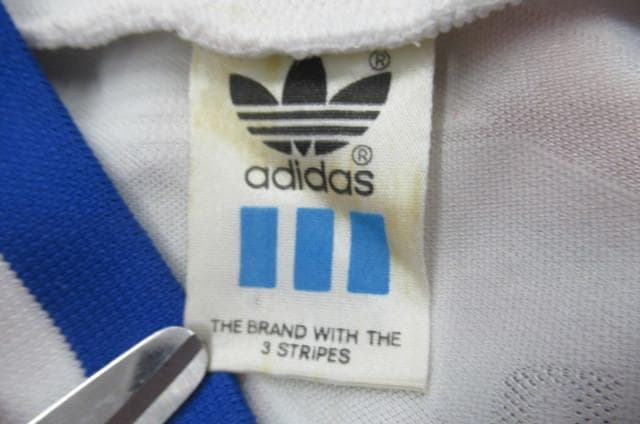 ®
adidas®
THE BRAND WITH THE
3 STRIPES